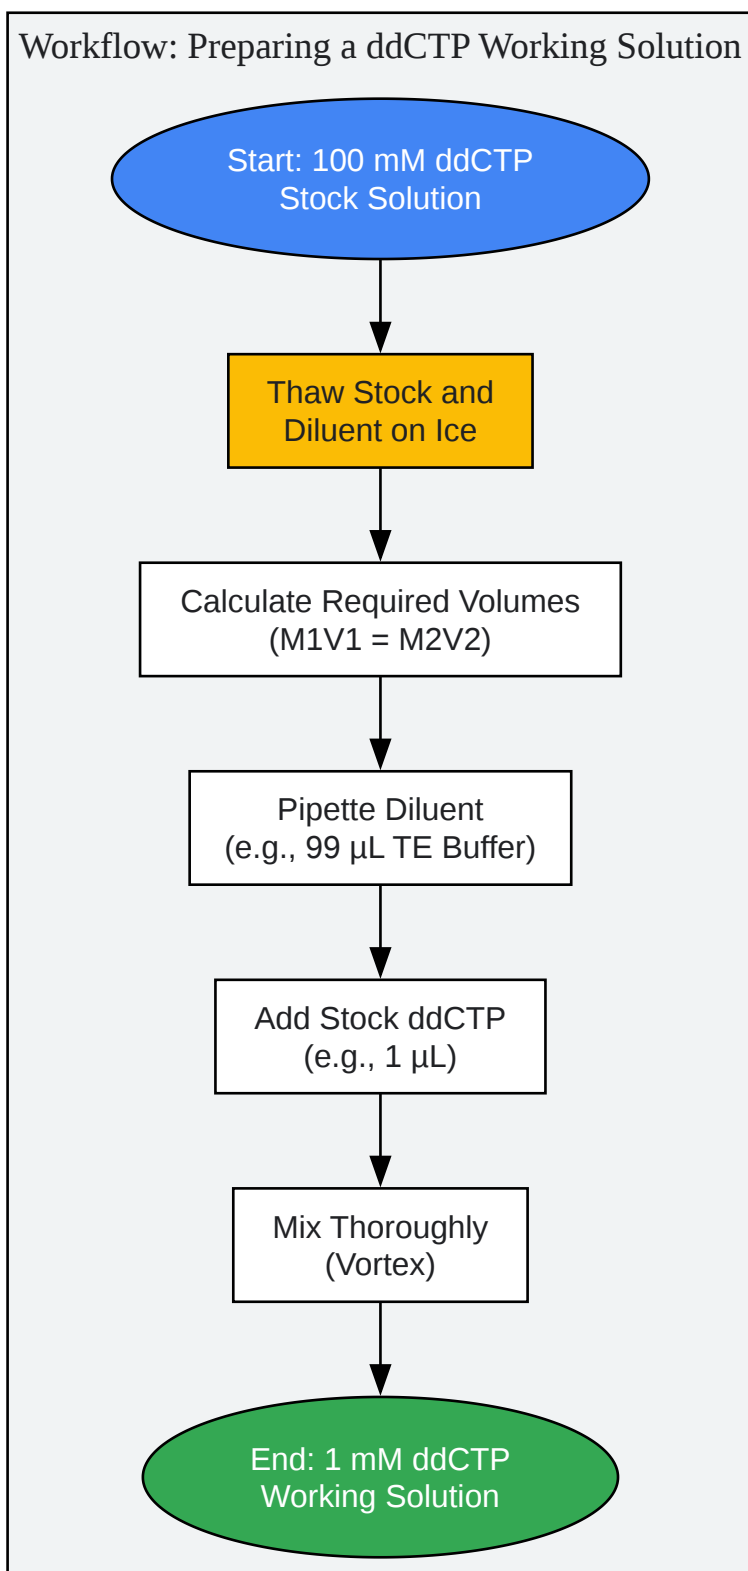 Workflow: Preparing a ddCTP Working Solution
Start: 100 mM ddCTP
Stock Solution
Thaw Stock and
Diluent on Ice
Calculate Required Volumes
(M1V1 = M2V2)
Pipette Diluent
(e.g., 99 µL TE Buffer)
Add Stock ddCTP
(e.g., 1 µL)
Mix Thoroughly
(Vortex)
End: 1 mM ddCTP
Working Solution